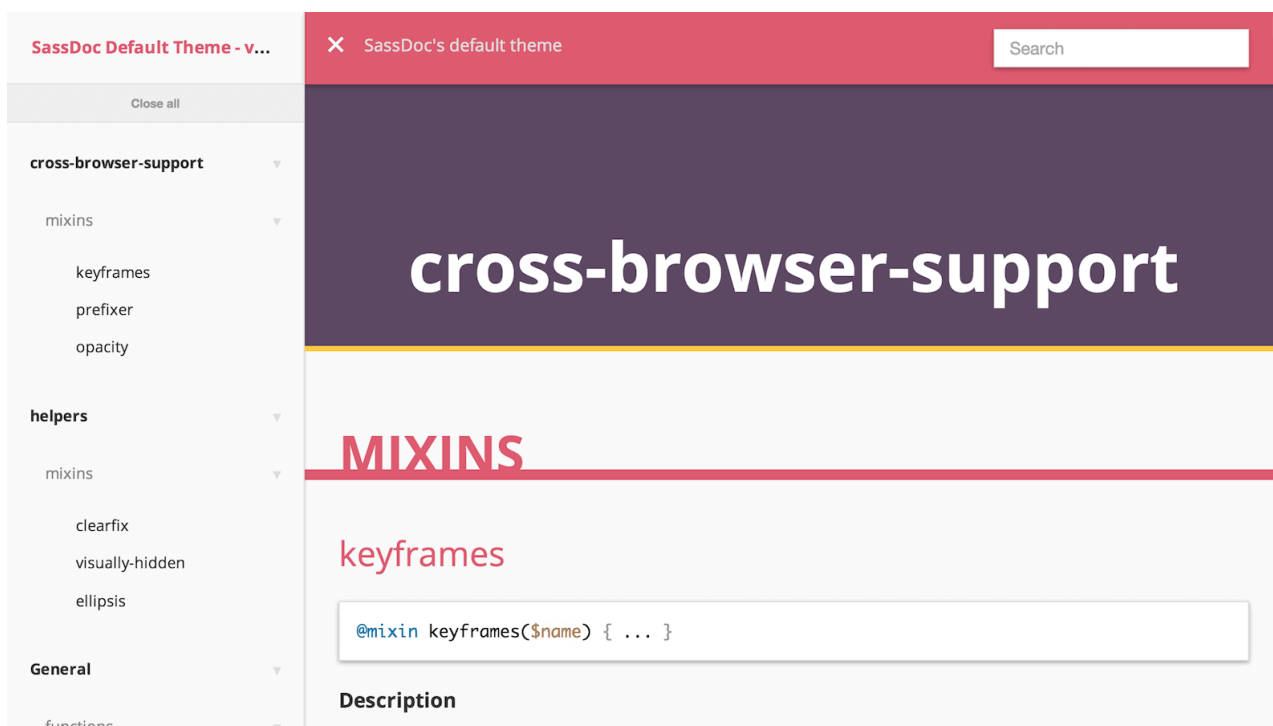 SassDoc Default Theme - v...
Close all
cross-browser-support
mixins
keyframes
prefixer
opacity
helpers
mixins
clearfix
visually-hidden
ellipsis
General
functions
SassDoc's default theme
Search
cross-browser-support
MIXINS
keyframes
@mixin keyframes($name) { ... }
Description